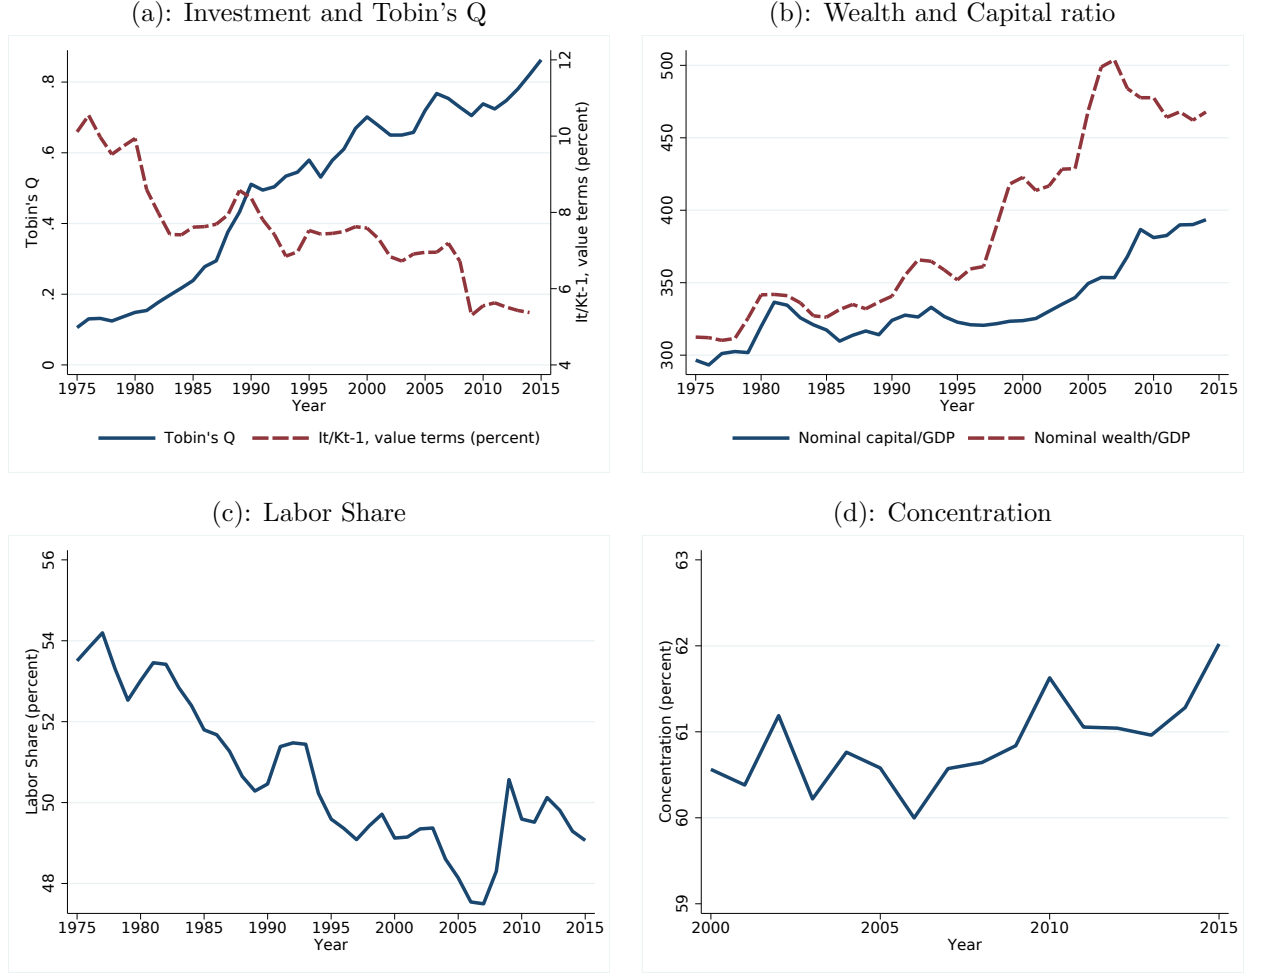 (a): Investment and Tobin's Q
Tobin's Q
0 .2 .4 .6 .8
4 6 8 10 12
It/Kt-1, value terms (percent)
1975 1980 1985 1990 1995 2000 2005 2010 2015
Year
Tobin's Q It/Kt-1, value terms (percent)
(b): Wealth and Capital ratio
300 350 400 450 500
1975 1980 1985 1990 1995 2000 2005 2010 2015
Year
Nominal capital/GDP Nominal wealth/GDP
(c): Labor Share
Labor Share (percent)
48 50 52 54 56
1975 1980 1985 1990 1995 2000 2005 2010 2015
Year
(d): Concentration
Concentration (percent)
59 60 61 62 63
2000 2005 2010 2015
Year